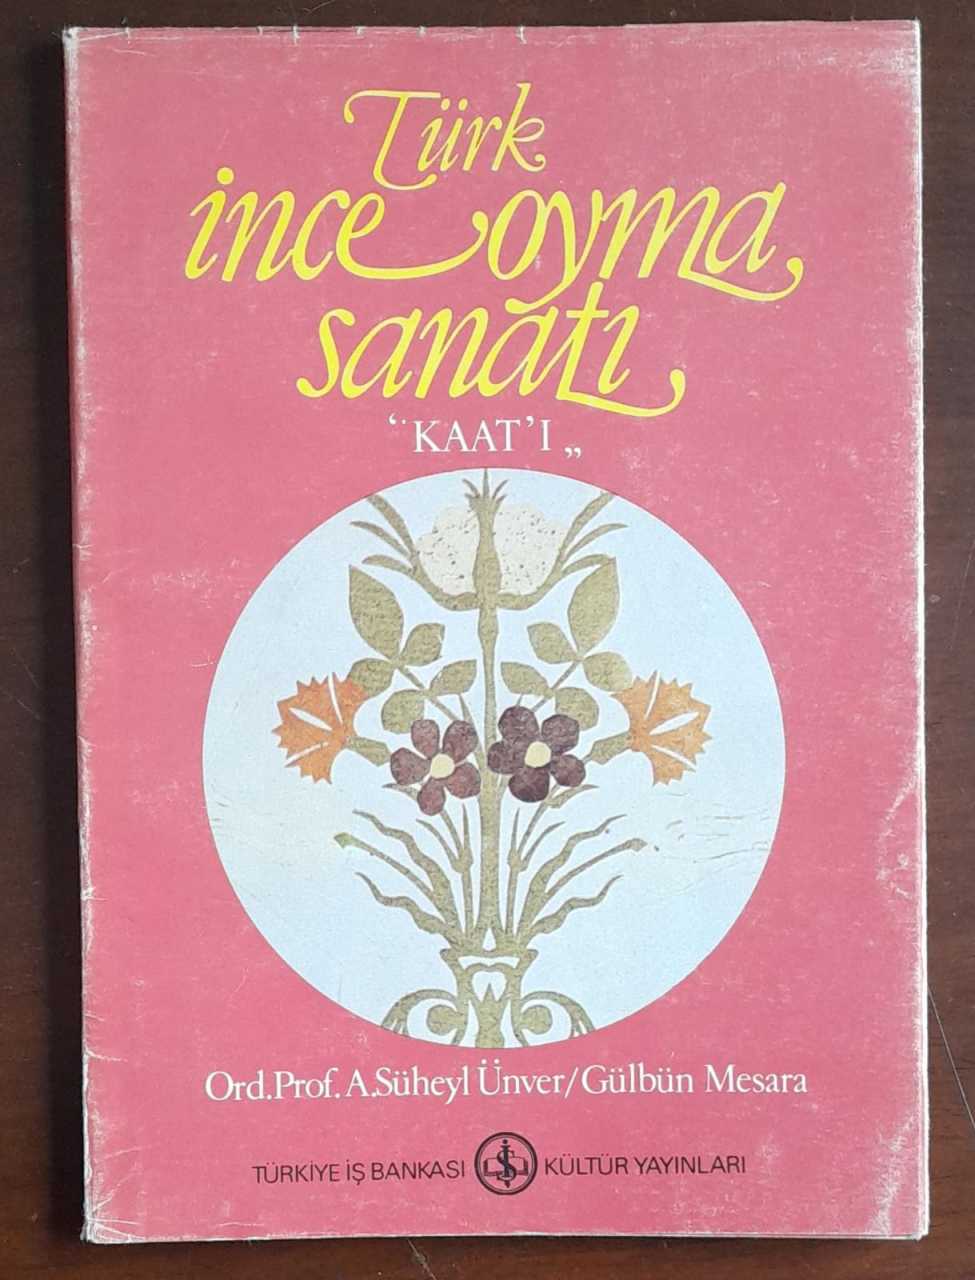 Türk
ince oyma
sanatı
“KAAT’I „
Ord.Prof.A.Süheyl Ünver/Gülbün Mesara
TÜRKİYE İŞ BANKASI İŞ KÜLTÜR YAYINLARI